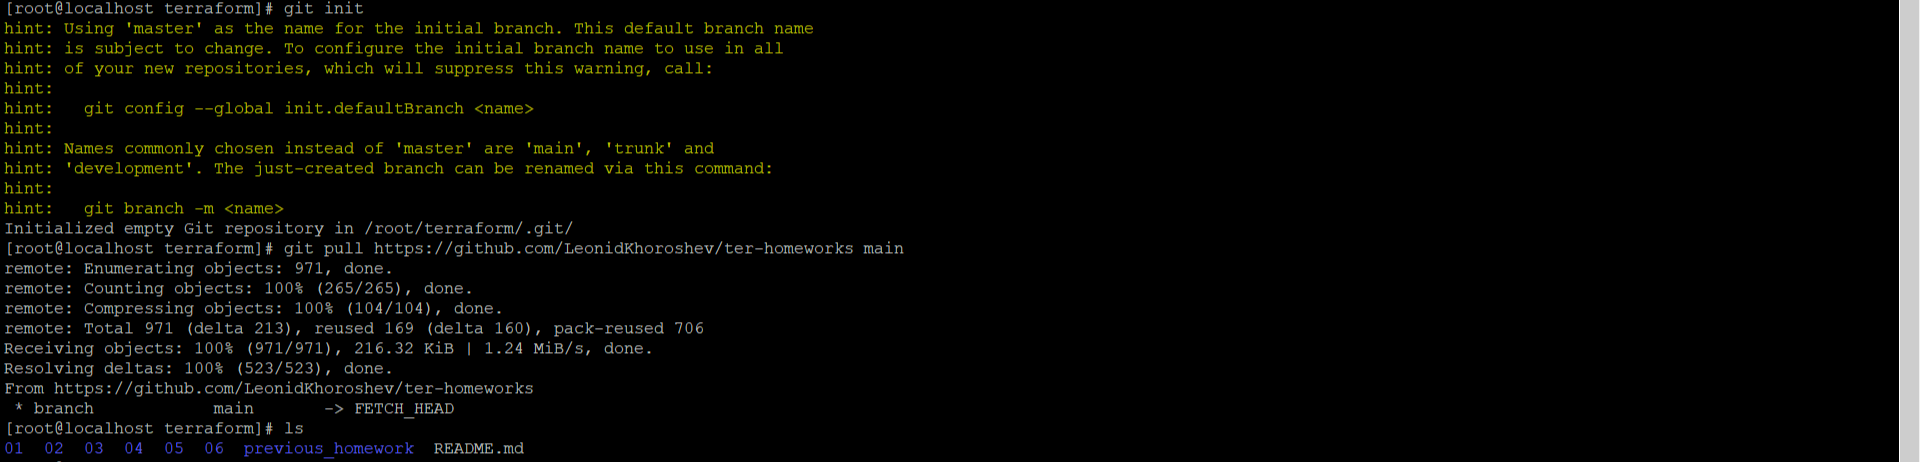 [root@localhost terraform]# git init
hint: Using 'master' as the name for the initial branch. This default branch name
hint: is subject to change. To configure the initial branch name to use in all
hint: of your new repositories, which will suppress this warning, call:
hint:
hint:   git config --global init.defaultBranch <name>
hint:
hint: Names commonly chosen instead of 'master' are 'main', 'trunk' and
hint: 'development'. The just-created branch can be renamed via this command:
hint:
hint:   git branch -m <name>
Initialized empty Git repository in /root/terraform/.git/
[root@localhost terraform]# git pull https://github.com/LeonidKhoroshev/ter-homeworks main
remote: Enumerating objects: 971, done.
remote: Counting objects: 100% (265/265), done.
remote: Compressing objects: 100% (104/104), done.
remote: Total 971 (delta 213), reused 169 (delta 160), pack-reused 706
Receiving objects: 100% (971/971), 216.32 KiB | 1.24 MiB/s, done.
Resolving deltas: 100% (523/523), done.
From https://github.com/LeonidKhoroshev/ter-homeworks
 * branch            main       -> FETCH_HEAD
[root@localhost terraform]# ls
01  02  03  04  05  06  previous_homework  README.md